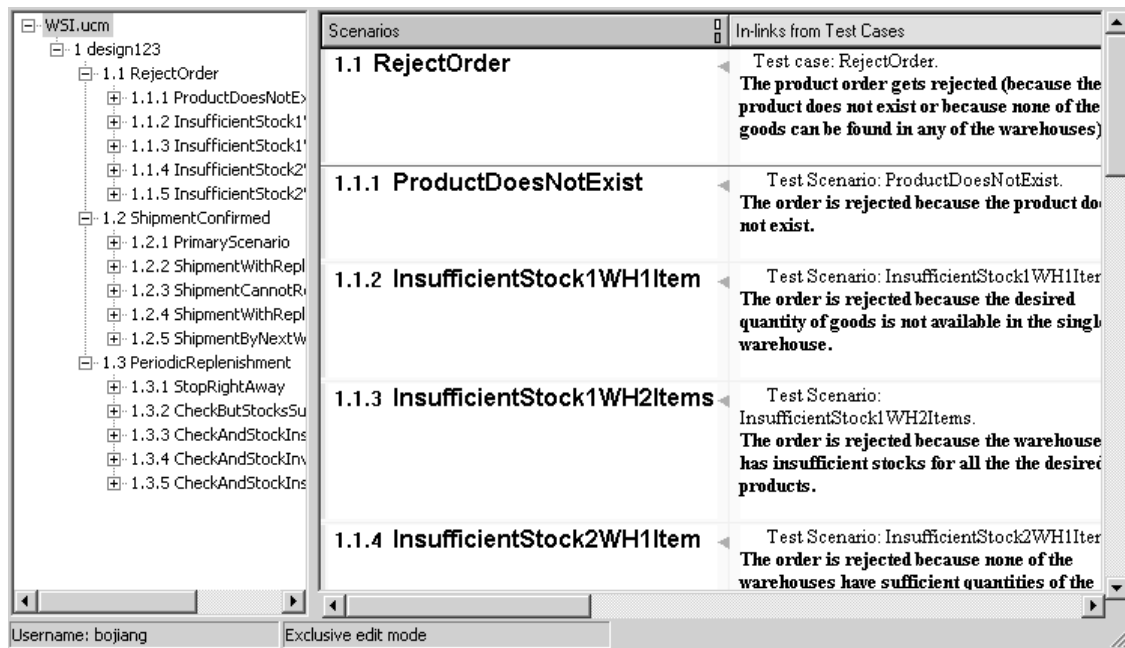 WSI.ucm
1 design123
1.1 RejectOrder
1.1.1 ProductDoesNotEx
1.1.2 InsufficientStock1
1.1.3 InsufficientStock1
1.1.4 InsufficientStock2
1.1.5 InsufficientStock2
1.2 ShipmentConfirmed
1.2.1 PrimaryScenario
1.2.2 ShipmentWithRepl
1.2.3 ShipmentCannotR
1.2.4 ShipmentWithRepl
1.2.5 ShipmentByNextW
1.3 PeriodicReplenishment
1.3.1 StopRightAway
1.3.2 CheckButStocksSu
1.3.3 CheckAndStockIns
1.3.4 CheckAndStockInv
1.3.5 CheckAndStockIns
Scenarios
In-links from Test Cases
1.1 RejectOrder
Test case: RejectOrder.
The product order gets rejected (because the
product does not exist or because none of the
goods can be found in any of the warehouses)
1.1.1 ProductDoesNotExist
Test Scenario: ProductDoesNotExist.
The order is rejected because the product do
not exist.
1.1.2 InsufficientStock1WH1Item
Test Scenario: InsufficientStock1WH1Iter
The order is rejected because the desired
quantity of goods is not available in the singl
warehouse.
1.1.3 InsufficientStock1WH2Items
Test Scenario:
InsufficientStock1WH2Items.
The order is rejected because the warehouse
has insufficient stocks for all the the desired
products.
1.1.4 InsufficientStock2WH1Item
Test Scenario: InsufficientStock2WH1Iter
The order is rejected because none of the
warehouses have sufficient quantities of the
Username: bojiang
Exclusive edit mode